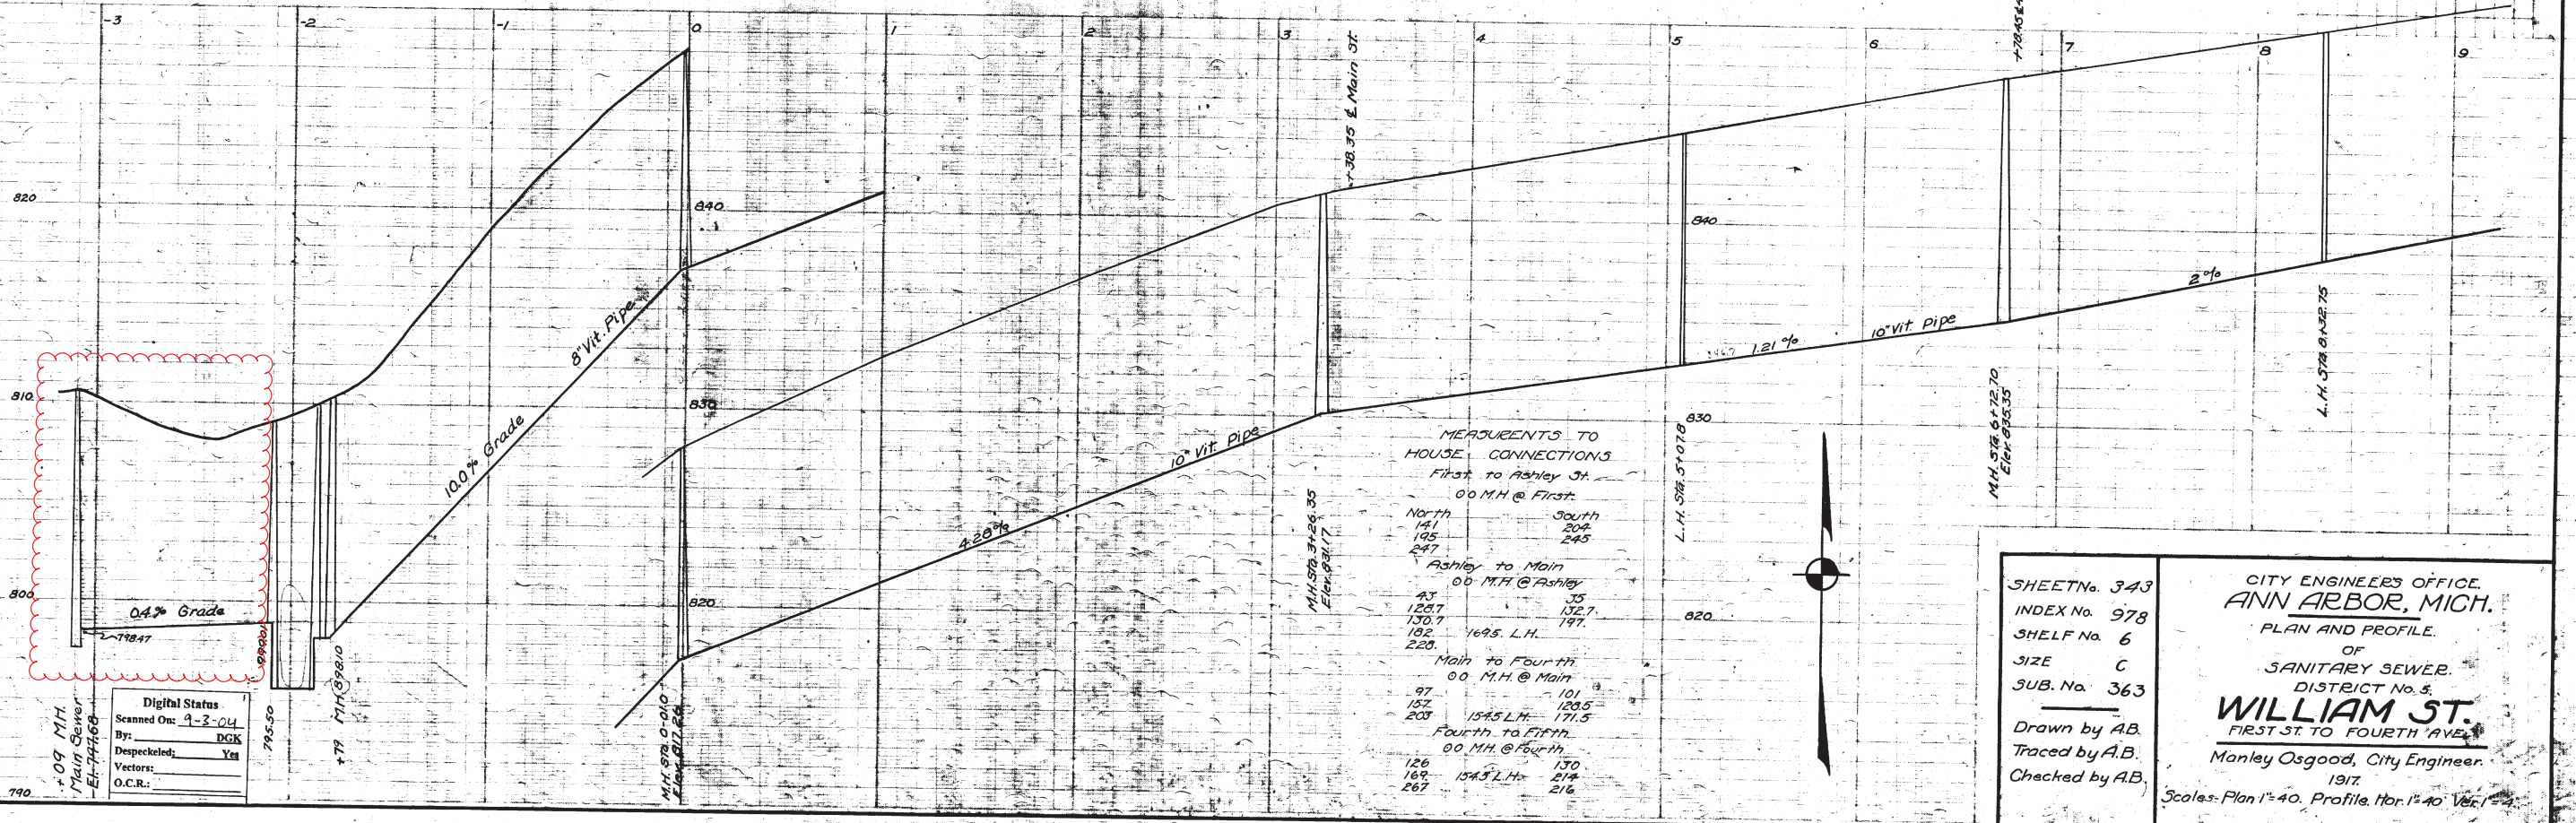 -3
-2
-1
0
1
2
3
4
5
6
7
8
9
+78.45 ℄
+38.35 ℄ Main St.
820
810
800
790
840
830
820
840
830
820
0.4% Grade
798.47
+09 MH.
Main Sewer
El. 797.68
795.50
+79 MH. 898.10
10.0% Grade
8" Vit. Pipe
M.H. Sta. 0-01.0
Elev. 817.26
4.28%
10" Vit. Pipe
M.H. Sta. 3+26.35
Elev. 831.17
L.H. Sta. 5+07.8
1.21%
10" Vit. Pipe
M.H. Sta. 6+72.70
Elev. 835.35
2%
L.H. Sta. 8+32.75
Digital Status
Scanned On: 9-3-04
By: DGK
Despeckeled: Yes
Vectors:
O.C.R.:
MEASURENTS TO
HOUSE CONNECTIONS
First to Ashley St.
00 M.H @ First.
North South
141 204
195 245
247
Ashley to Main
00 M.H @ Ashley
43 35
128.7 132.7
130.7 197.
182 169.5 L.H.
228.
Main to Fourth
00 M.H. @ Main
97 101
157 128.5
203 154.5 L.H. 171.5
Fourth to Fifth
00 MH. @ Fourth
126 130
169 154.5 L.H. 214
267 216
SHEET No. 343
INDEX No. 978
SHELF No. 6
SIZE C
SUB. No. 363
Drawn by A.B.
Traced by A.B.
Checked by A.B.
CITY ENGINEERS OFFICE.
ANN ARBOR, MICH.
PLAN AND PROFILE.
OF
SANITARY SEWER.
DISTRICT No. 5.
WILLIAM ST.
FIRST ST. TO FOURTH AVE.
Manley Osgood, City Engineer.
1917.
Scales-Plan 1"=40. Profile. Hor. 1"=40 Ver. 1"=4